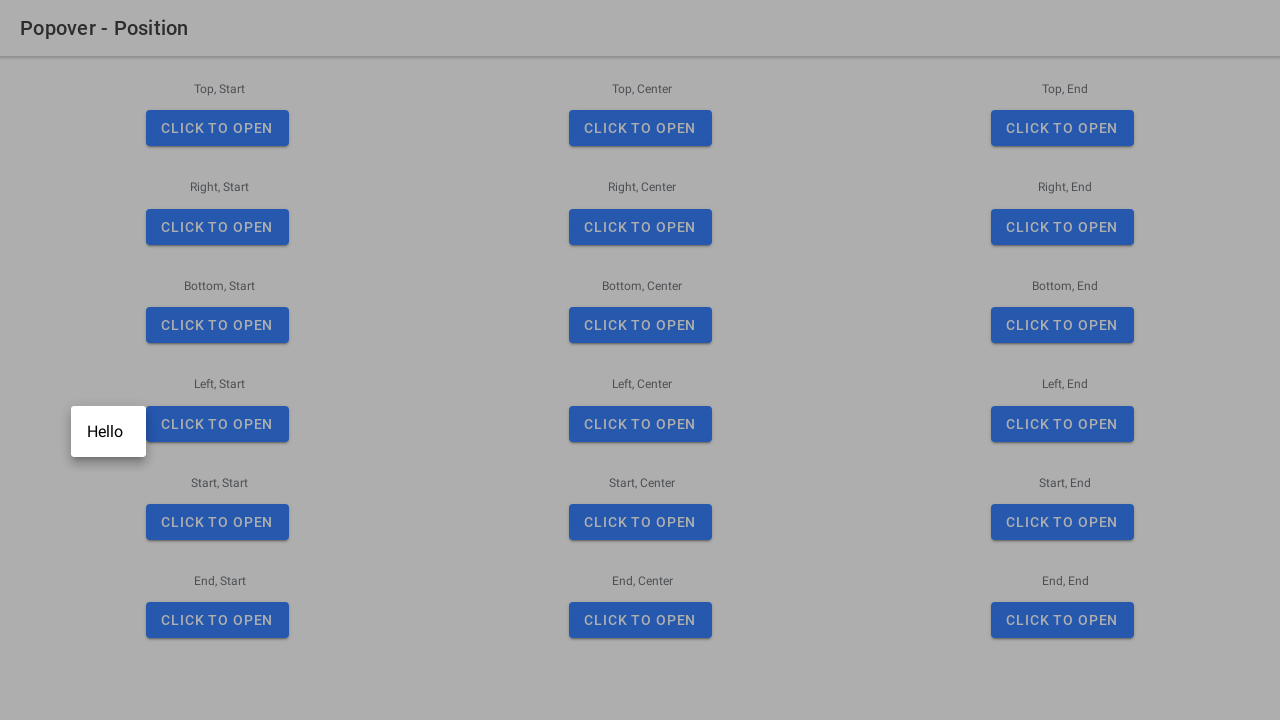 Popover - Position
Top, Start
Top, Center
Top, End
CLICK TO OPEN
CLICK TO OPEN
CLICK TO OPEN
Right, Start
Right, Center
Right, End
CLICK TO OPEN
CLICK TO OPEN
CLICK TO OPEN
Bottom, Start
Bottom, Center
Bottom, End
CLICK TO OPEN
CLICK TO OPEN
CLICK TO OPEN
Left, Start
Left, Center
Left, End
Hello
CLICK TO OPEN
CLICK TO OPEN
CLICK TO OPEN
Start, Start
Start, Center
Start, End
CLICK TO OPEN
CLICK TO OPEN
CLICK TO OPEN
End, Start
End, Center
End, End
CLICK TO OPEN
CLICK TO OPEN
CLICK TO OPEN